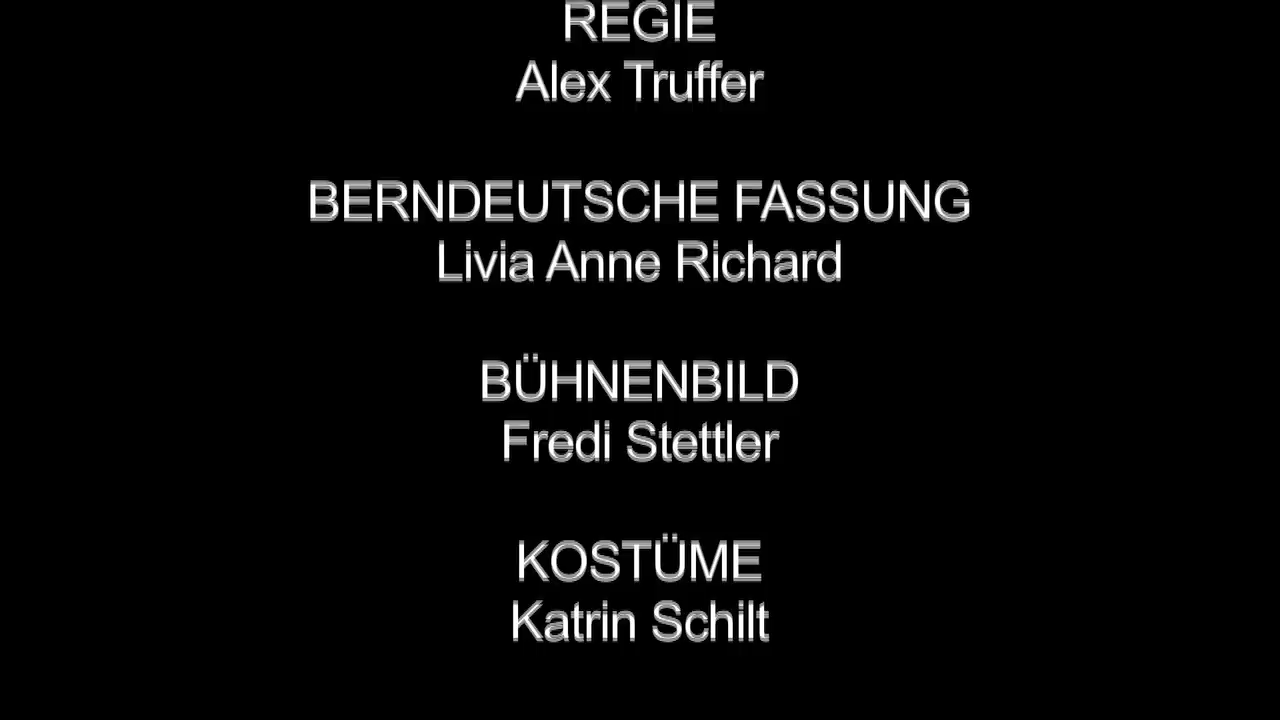 REGIE
Alex Truffer
BERNDEUTSCHE FASSUNG
Livia Anne Richard
BÜHNENBILD
Fredi Stettler
KOSTÜME
Katrin Schilt